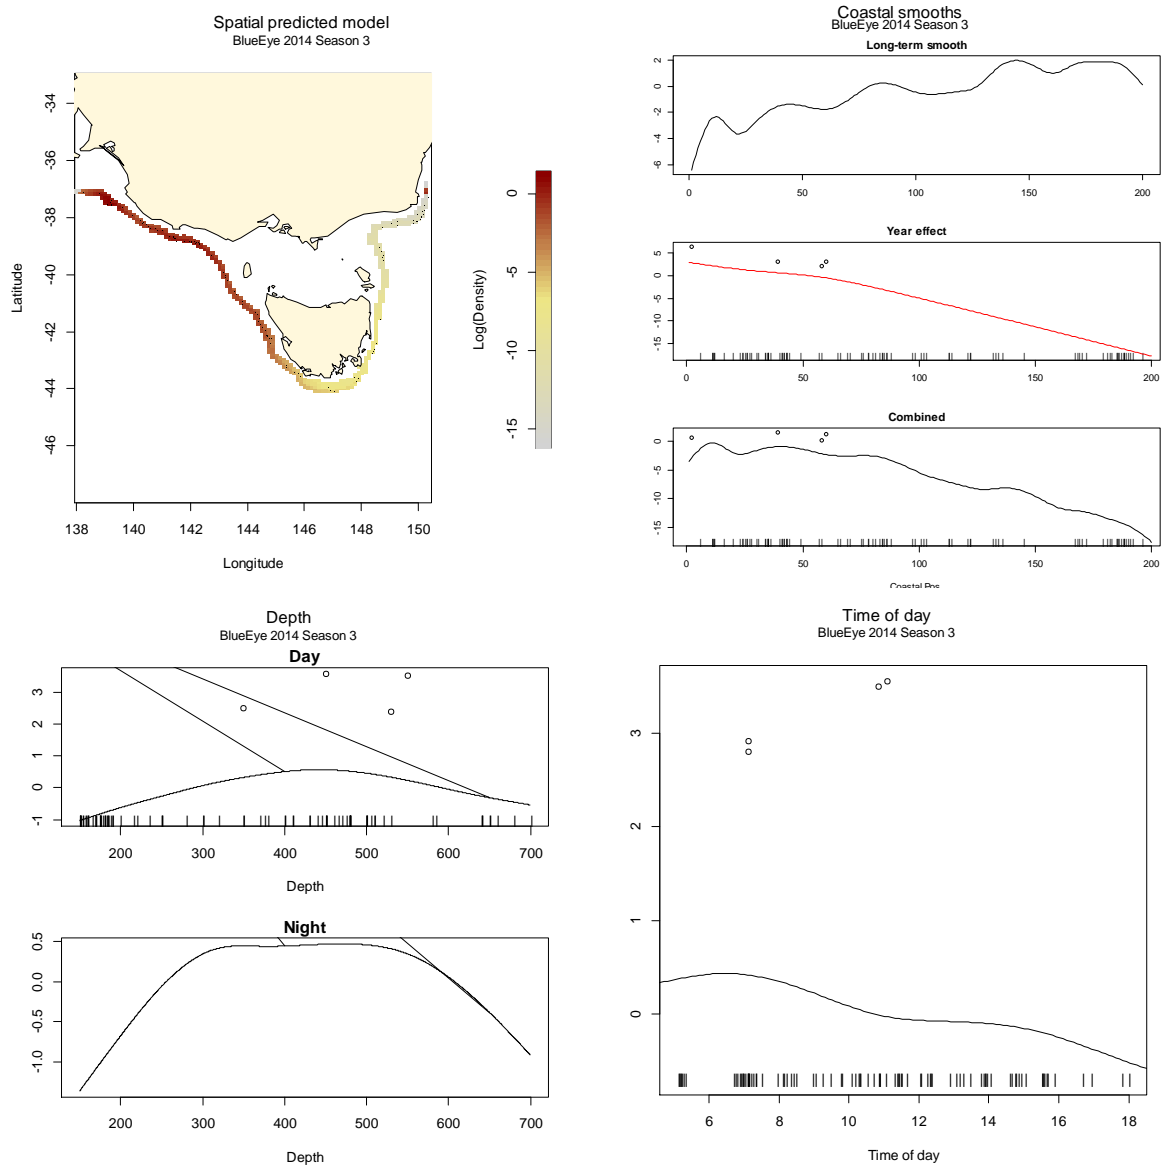 Spatial predicted model
BlueEye 2014 Season 3
-34
-36
-38
-40
-42
-44
-46
Latitude
138 140 142 144 146 148 150
Longitude
0
-5
-10
-15
Log(Density)
Coastal smooths
BlueEye 2014 Season 3
Long-term smooth
2
0
-2
-4
-6
0 50 100 150 200
Year effect
5
0
-5
-10
-15
0 50 100 150 200
Combined
0
-5
-10
-15
0 50 100 150 200
Coastal Pos
Depth
BlueEye 2014 Season 3
Day
3
2
1
0
-1
200 300 400 500 600 700
Depth
Night
0.5
0.0
-0.5
-1.0
200 300 400 500 600 700
Depth
Time of day
BlueEye 2014 Season 3
3
2
1
0
6 8 10 12 14 16 18
Time of day